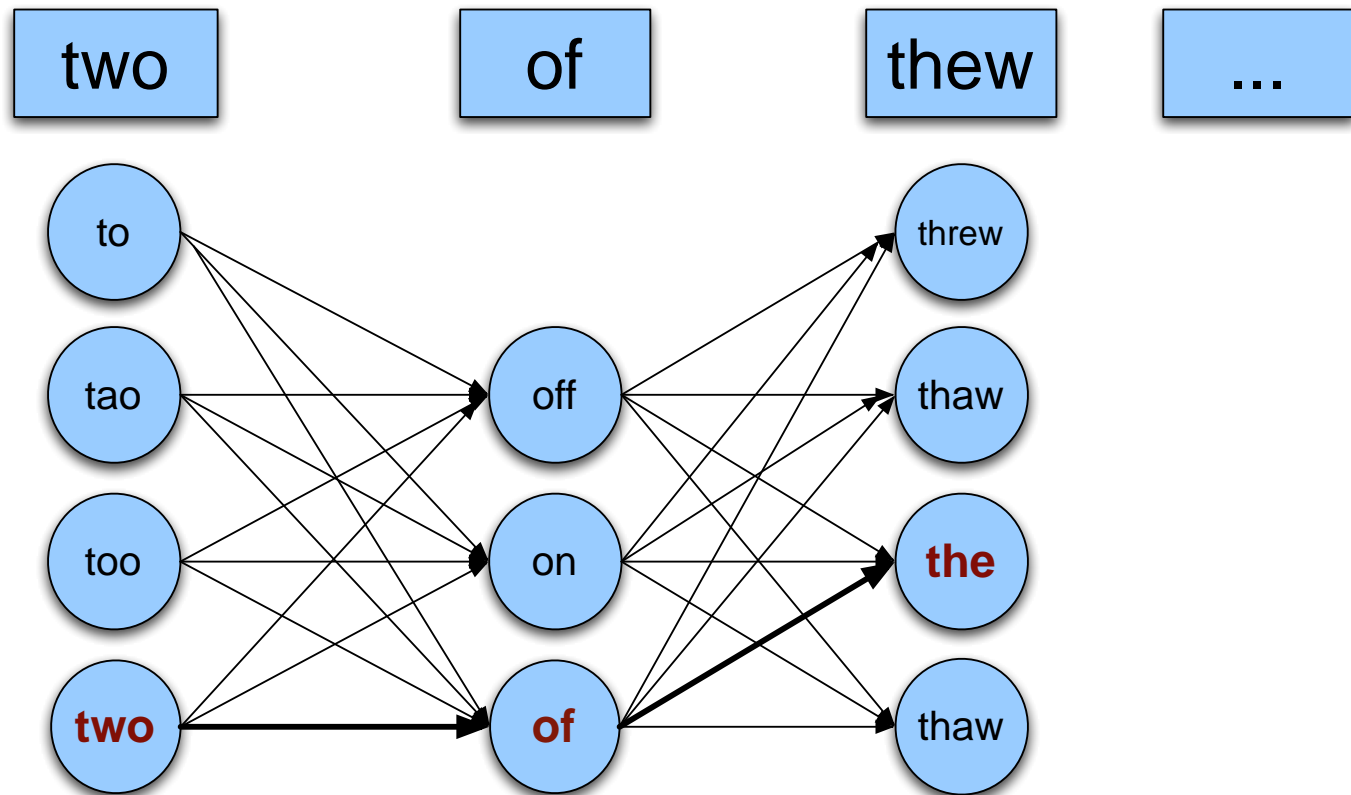 two of thew ...
to threw
tao off thaw
too on the
two of thaw